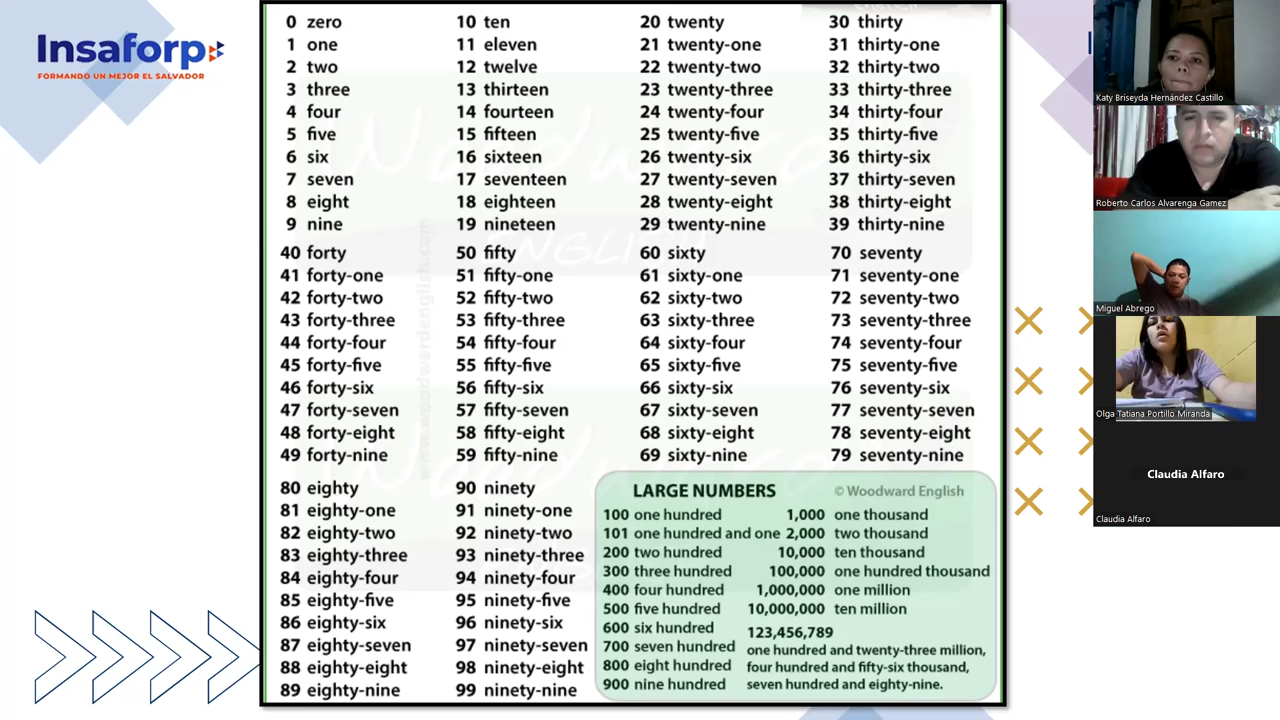 Insaforp
FORMANDO UN MEJOR EL SALVADOR
0 zero
1 one
2 two
3 three
4 four
5 five
6 six
7 seven
8 eight
9 nine
10 ten
11 eleven
12 twelve
13 thirteen
14 fourteen
15 fifteen
16 sixteen
17 seventeen
18 eighteen
19 nineteen
20 twenty
21 twenty-one
22 twenty-two
23 twenty-three
24 twenty-four
25 twenty-five
26 twenty-six
27 twenty-seven
28 twenty-eight
29 twenty-nine
30 thirty
31 thirty-one
32 thirty-two
33 thirty-three
34 thirty-four
35 thirty-five
36 thirty-six
37 thirty-seven
38 thirty-eight
39 thirty-nine
40 forty
41 forty-one
42 forty-two
43 forty-three
44 forty-four
45 forty-five
46 forty-six
47 forty-seven
48 forty-eight
49 forty-nine
50 fifty
51 fifty-one
52 fifty-two
53 fifty-three
54 fifty-four
55 fifty-five
56 fifty-six
57 fifty-seven
58 fifty-eight
59 fifty-nine
60 sixty
61 sixty-one
62 sixty-two
63 sixty-three
64 sixty-four
65 sixty-five
66 sixty-six
67 sixty-seven
68 sixty-eight
69 sixty-nine
70 seventy
71 seventy-one
72 seventy-two
73 seventy-three
74 seventy-four
75 seventy-five
76 seventy-six
77 seventy-seven
78 seventy-eight
79 seventy-nine
80 eighty
81 eighty-one
82 eighty-two
83 eighty-three
84 eighty-four
85 eighty-five
86 eighty-six
87 eighty-seven
88 eighty-eight
89 eighty-nine
90 ninety
91 ninety-one
92 ninety-two
93 ninety-three
94 ninety-four
95 ninety-five
96 ninety-six
97 ninety-seven
98 ninety-eight
99 ninety-nine
LARGE NUMBERS
© Woodward English
100 one hundred
101 one hundred and one
200 two hundred
300 three hundred
400 four hundred
500 five hundred
600 six hundred
700 seven hundred
800 eight hundred
900 nine hundred
1,000 one thousand
2,000 two thousand
10,000 ten thousand
100,000 one hundred thousand
1,000,000 one million
10,000,000 ten million
123,456,789
one hundred and twenty-three million,
four hundred and fifty-six thousand,
seven hundred and eighty-nine.
www.woodwardenglish.com
Woodward
ENGLISH
Katy Briseyda Hernández Castillo
Roberto Carlos Alvarenga Gamez
Miguel Abrego
Olga Tatiana Portillo Miranda
Claudia Alfaro
Claudia Alfaro